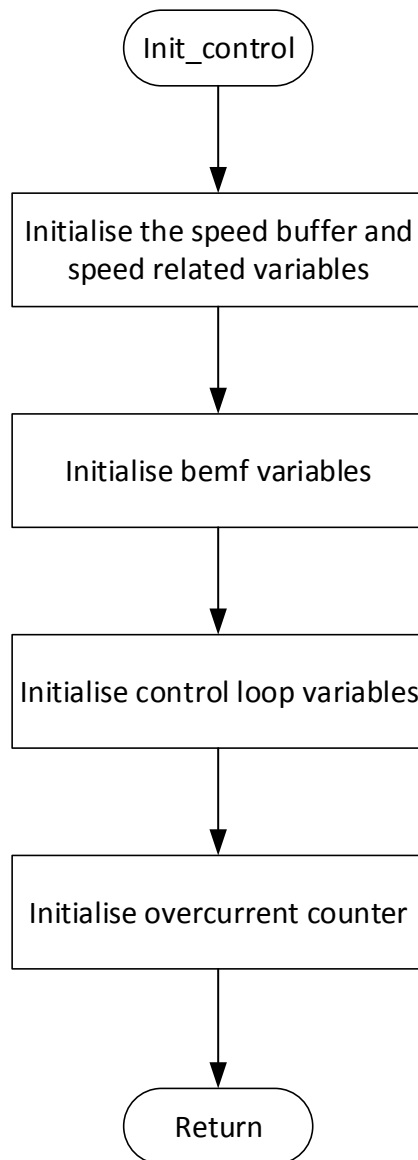 Init_control
Initialise the speed buffer and
speed related variables
Initialise bemf variables
Initialise control loop variables
Initialise overcurrent counter
Return